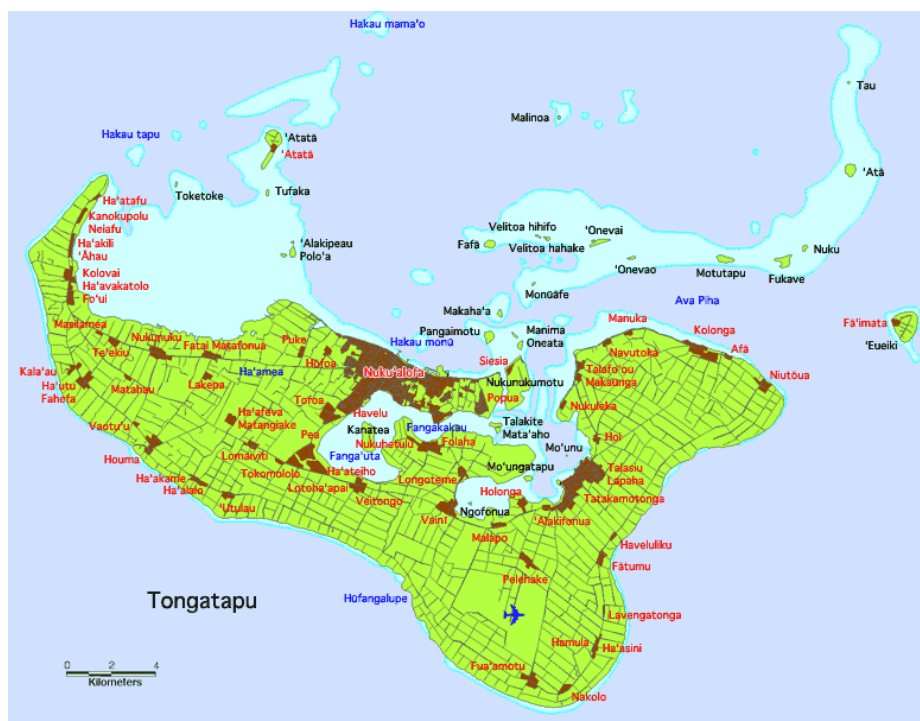 Hakau mama'o
Tau
Malinoa
Hakau tapu
'Atatā
'Atatā
'Atā
Toketoke
Tufaka
Ha'atafu
Kanokupolu
Neiafu
Ha'akili
'Āhau
Kolovai
Ha'avakatolo
Fo'ui
'Alakipeau
Polo'a
Velitoa hihifo
'Onevai
Fafā
Velitoa hahake
Nuku
'Onevao
Motutapu
Fukave
Monūafe
Ava Piha
Makaha'a
Masilamea
Te'ekiu
Nukunuku
Fatai
Matafonua
Puke
Hofoa
Pangaimotu
Hakau monū
Manima
Oneata
Manuka
Kolonga
Fā'imata
'Eueiki
Navutoka
Afā
Siesia
Talafo'ou
Makaunga
Niutōua
Kala'au
Ha'utu
Fahefa
Matahau
Lakepa
Ha'amea
Nuku'alofa
Nukunukumotu
Popua
Nukuleka
Tofoa
Havelu
Vaotu'u
Ha'afeva
Matangiake
Kanatea
Fangakakau
Talakite
Mata'aho
Pea
Nukuhetulu
Folaha
Hoi
Houma
Lomaiviti
Fanga'uta
Mo'unu
Tokomololo
Ha'ateiho
Mo'ungatapu
Talasiu
Ha'akame
Ha'alalo
Lotoha'apai
Longoteme
Lapaha
Veitongo
Holonga
Tatakamotonga
'Utulau
Vainī
Ngofonua
'Alakifonua
Malapo
Haveluliku
Fātumu
Pelehake
Tongatapu
Hūfangalupe
Lavengatonga
Hamula
Ha'asini
0 2 4
Kilometers
Fua'amotu
Nakolo